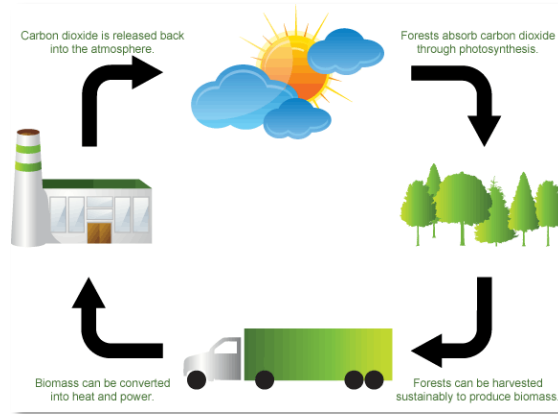 Carbon dioxide is released back
into the atmosphere.
Forests absorb carbon dioxide
through photosynthesis.
Biomass can be converted
into heat and power.
Forests can be harvested
sustainably to produce biomass.